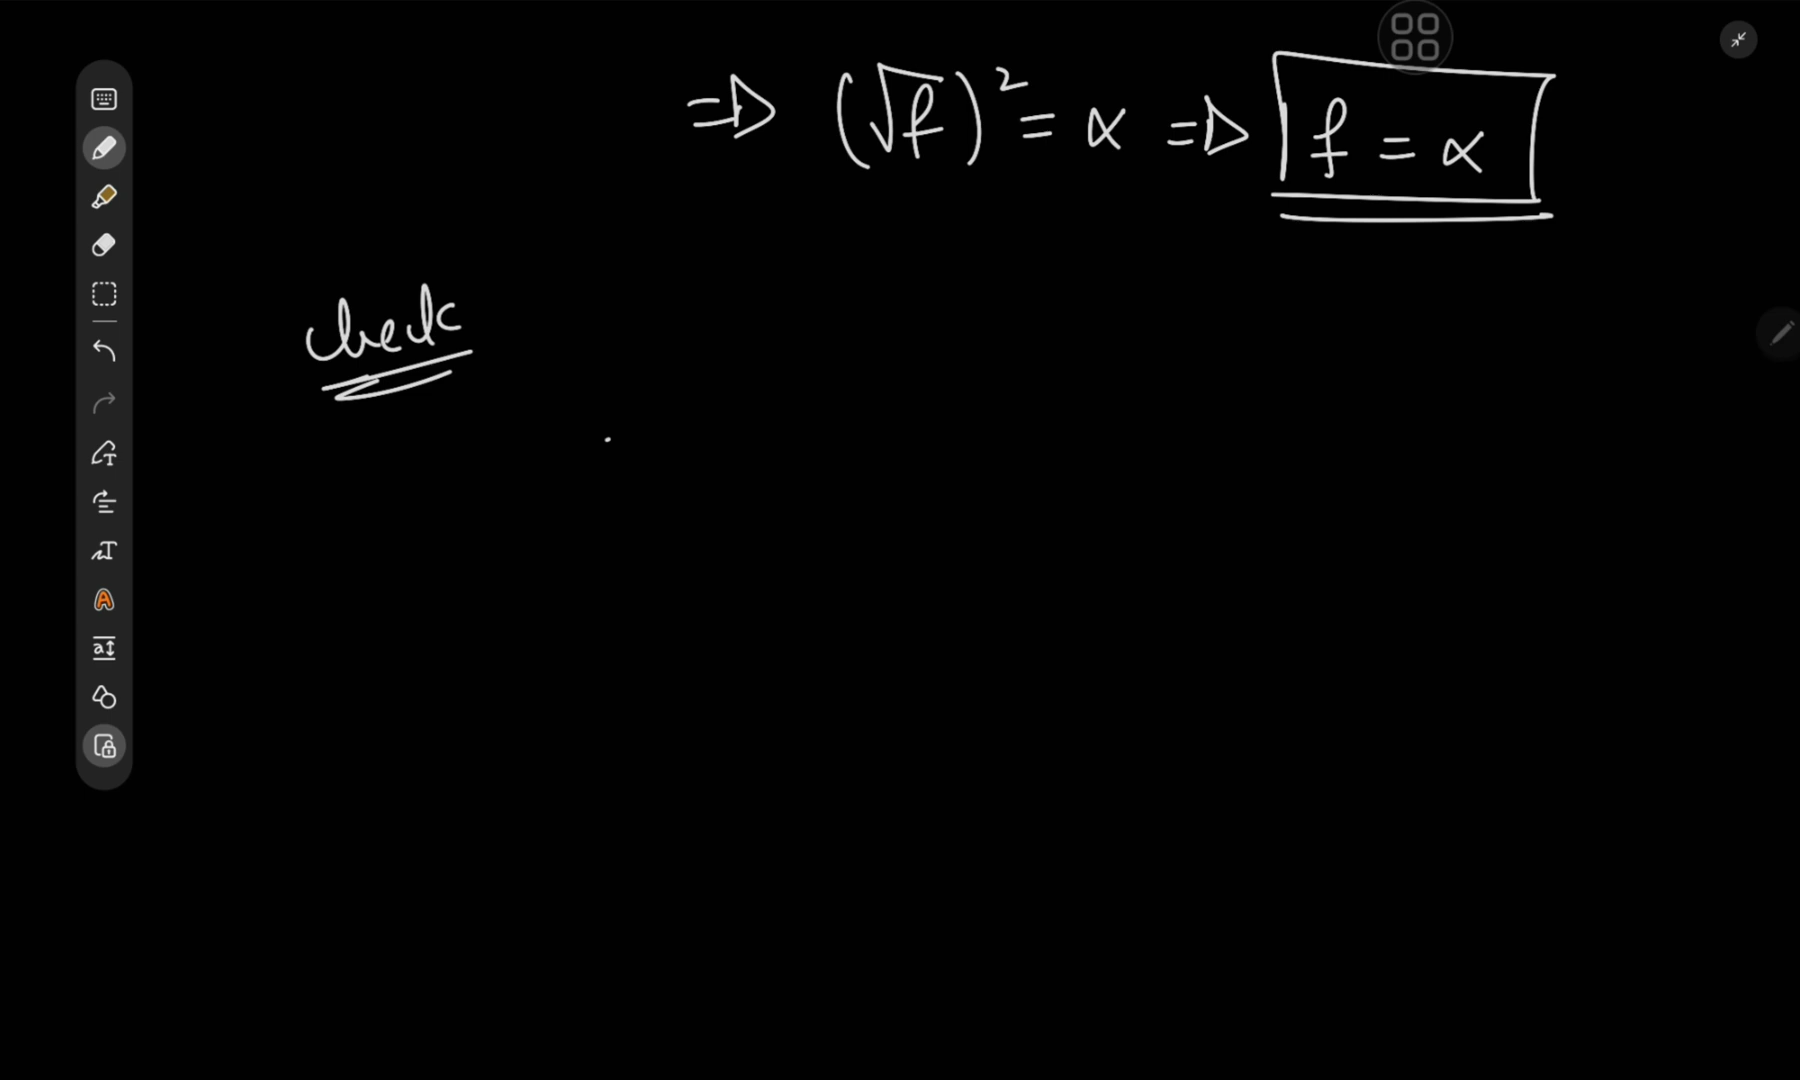 ⇒ (√f)² = α ⇒ f = α
check